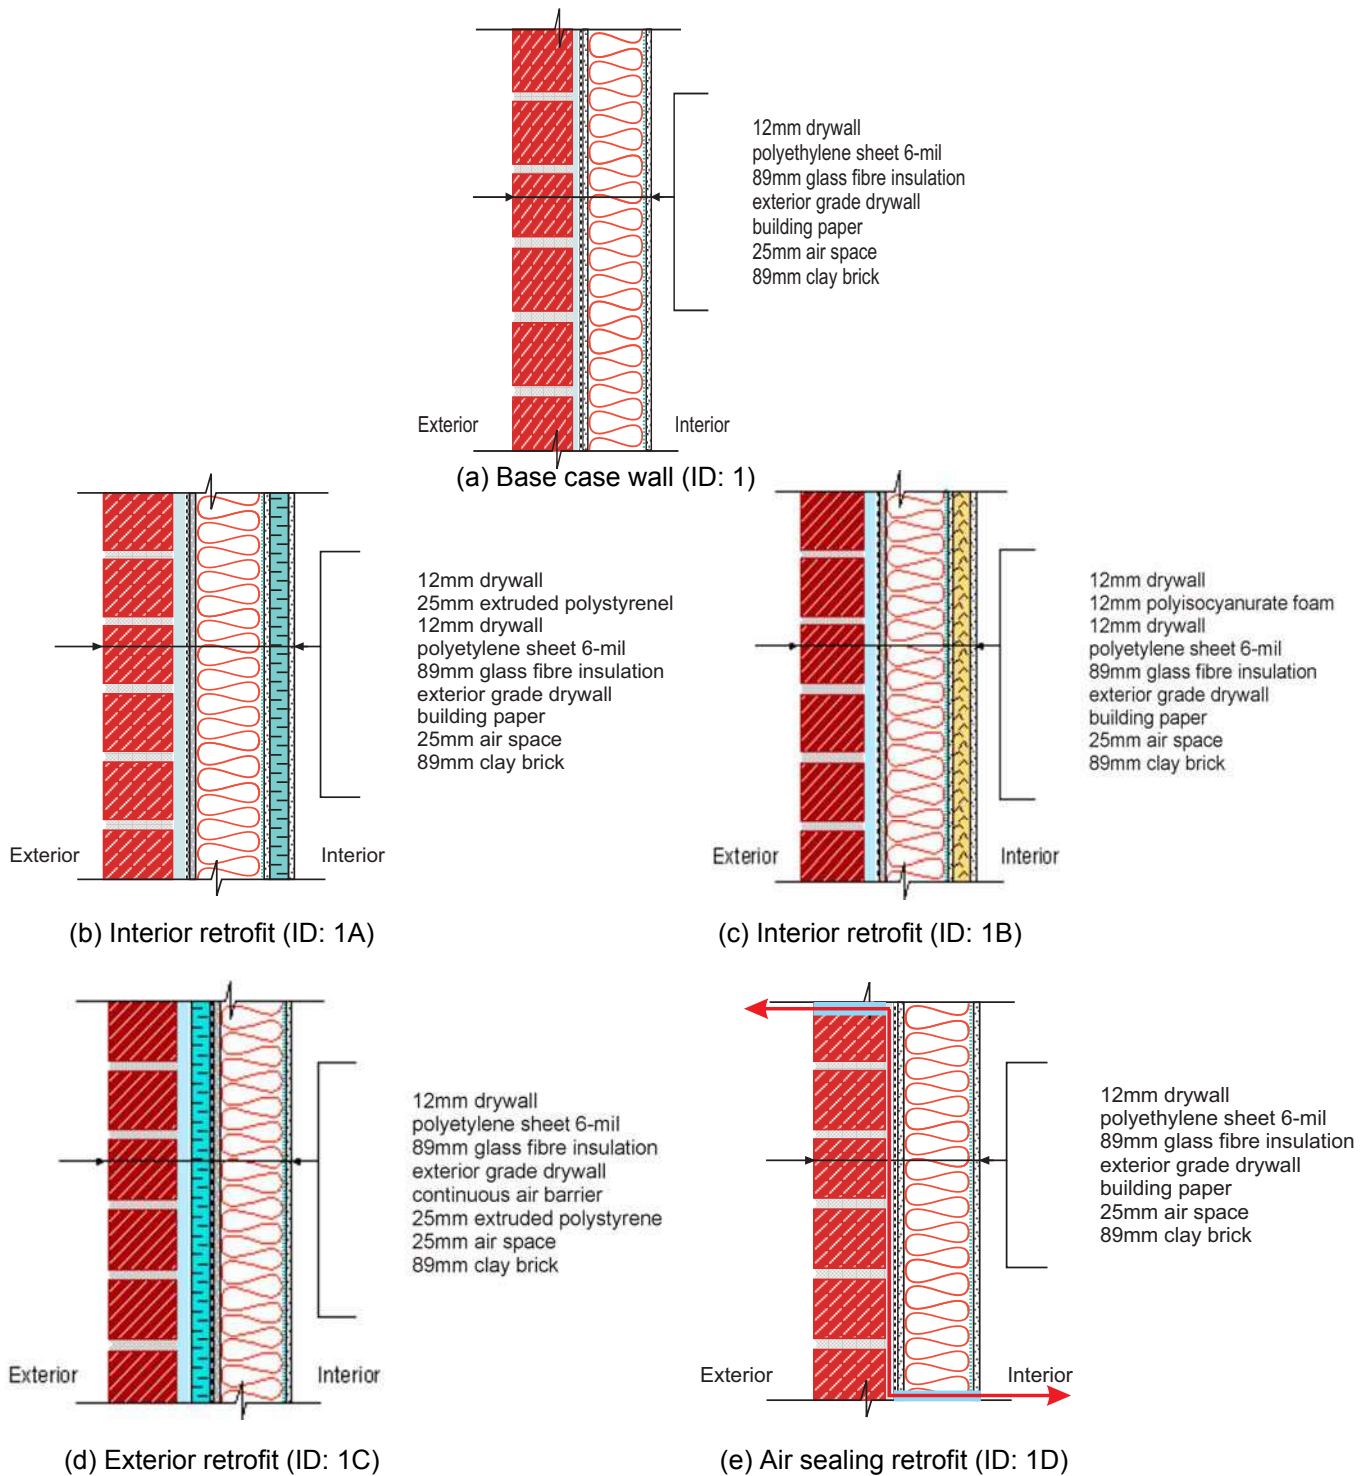 12mm drywall
polyethylene sheet 6-mil
89mm glass fibre insulation
exterior grade drywall
building paper
25mm air space
89mm clay brick
Exterior
Interior
(a) Base case wall (ID: 1)
12mm drywall
25mm extruded polystyrenel
12mm drywall
polyetylene sheet 6-mil
89mm glass fibre insulation
exterior grade drywall
building paper
25mm air space
89mm clay brick
Exterior
Interior
(b) Interior retrofit (ID: 1A)
12mm drywall
12mm polyisocyanurate foam
12mm drywall
polyetylene sheet 6-mil
89mm glass fibre insulation
exterior grade drywall
building paper
25mm air space
89mm clay brick
Exterior
Interior
(c) Interior retrofit (ID: 1B)
12mm drywall
polyetylene sheet 6-mil
89mm glass fibre insulation
exterior grade drywall
continuous air barrier
25mm extruded polystyrene
25mm air space
89mm clay brick
Exterior
Interior
(d) Exterior retrofit (ID: 1C)
12mm drywall
polyethylene sheet 6-mil
89mm glass fibre insulation
exterior grade drywall
building paper
25mm air space
89mm clay brick
Exterior
Interior
(e) Air sealing retrofit (ID: 1D)